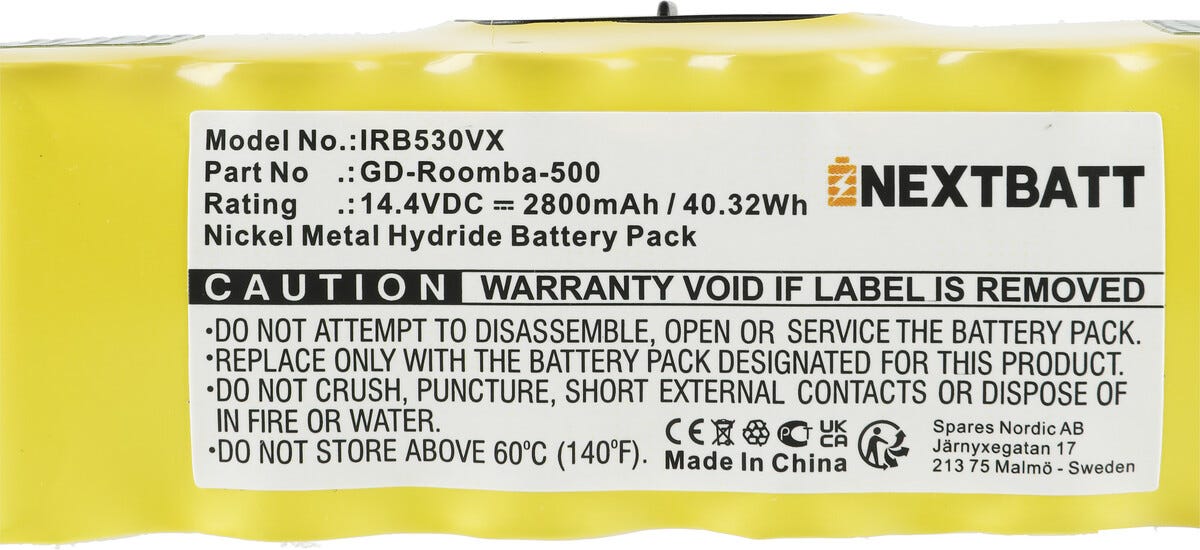 Model No.:IRB530VX
Part No .:GD-Roomba-500
Rating .:14.4VDC ⎓ 2800mAh / 40.32Wh
Nickel Metal Hydride Battery Pack
NEXTBATT
CAUTION WARRANTY VOID IF LABEL IS REMOVED
•DO NOT ATTEMPT TO DISASSEMBLE, OPEN OR SERVICE THE BATTERY PACK.
•REPLACE ONLY WITH THE BATTERY PACK DESIGNATED FOR THIS PRODUCT.
•DO NOT CRUSH, PUNCTURE, SHORT EXTERNAL CONTACTS OR DISPOSE OF
IN FIRE OR WATER.
•DO NOT STORE ABOVE 60ºC (140ºF).
CE PCT UK
CA
Made In China
Spares Nordic AB
Järnyxegatan 17
213 75 Malmö - Sweden